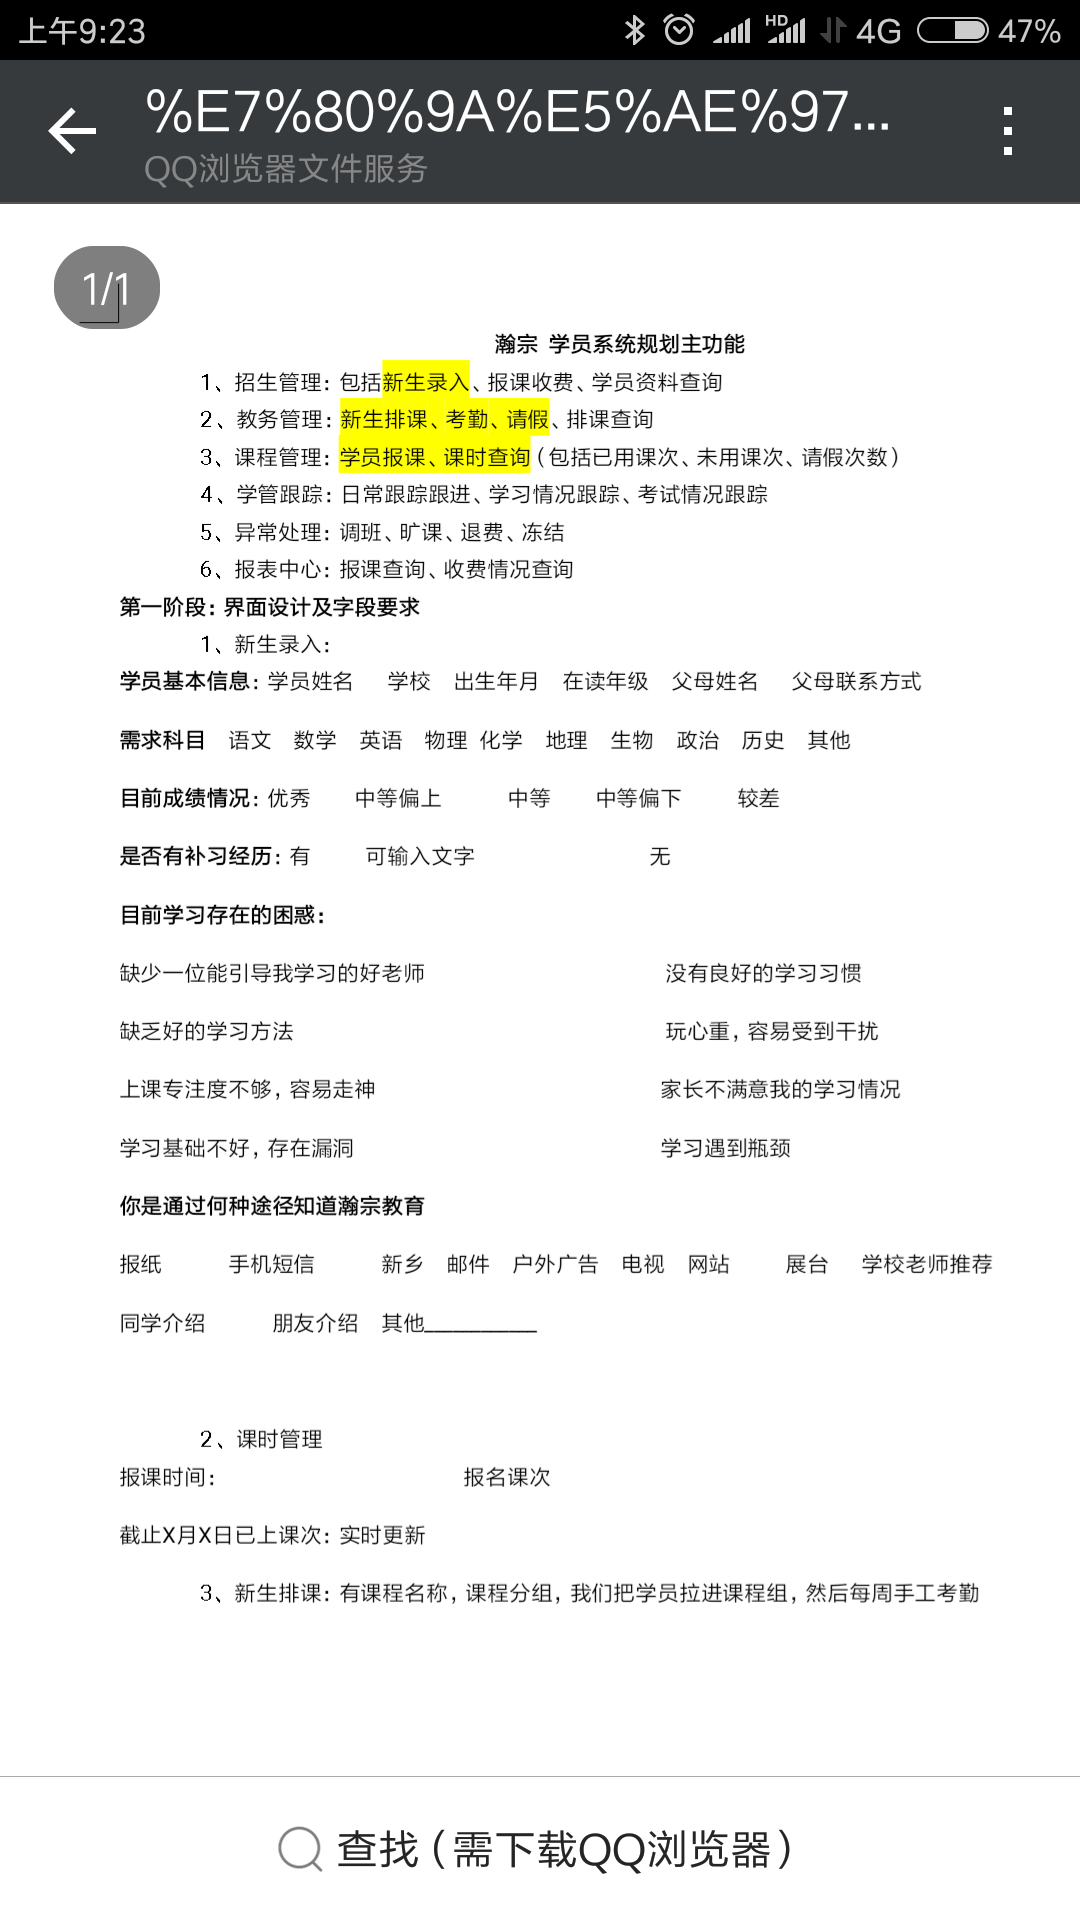 上午9:23 HD 4G 47%
%E7%80%9A%E5%AE%97...
QQ浏览器文件服务
1/1
瀚宗 学员系统规划主功能
1、招生管理：包括新生录入、报课收费、学员资料查询
2、教务管理：新生排课、考勤、请假、排课查询
3、课程管理：学员报课、课时查询（包括已用课次、未用课次、请假次数）
4、学管跟踪：日常跟踪跟进、学习情况跟踪、考试情况跟踪
5、异常处理：调班、旷课、退费、冻结
6、报表中心：报课查询、收费情况查询
第一阶段：界面设计及字段要求
1、新生录入：
学员基本信息：学员姓名 学校 出生年月 在读年级 父母姓名 父母联系方式
需求科目 语文 数学 英语 物理 化学 地理 生物 政治 历史 其他
目前成绩情况：优秀 中等偏上 中等 中等偏下 较差
是否有补习经历：有 可输入文字 无
目前学习存在的困惑：
缺少一位能引导我学习的好老师 没有良好的学习习惯
缺乏好的学习方法 玩心重，容易受到干扰
上课专注度不够，容易走神 家长不满意我的学习情况
学习基础不好，存在漏洞 学习遇到瓶颈
你是通过何种途径知道瀚宗教育
报纸 手机短信 新乡 邮件 户外广告 电视 网站 展台 学校老师推荐
同学介绍 朋友介绍 其他__________
2、课时管理
报课时间： 报名课次
截止X月X日已上课次：实时更新
3、新生排课：有课程名称，课程分组，我们把学员拉进课程组，然后每周手工考勤
查找（需下载QQ浏览器）